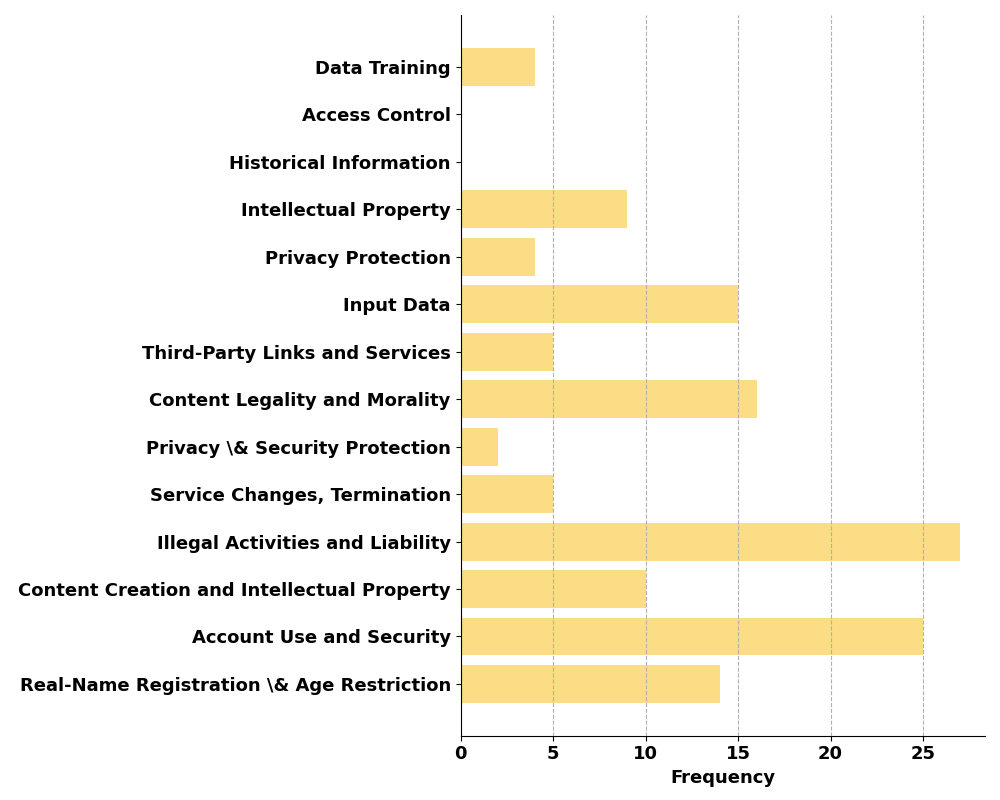 Data Training
Access Control
Historical Information
Intellectual Property
Privacy Protection
Input Data
Third-Party Links and Services
Content Legality and Morality
Privacy \& Security Protection
Service Changes, Termination
Illegal Activities and Liability
Content Creation and Intellectual Property
Account Use and Security
Real-Name Registration \& Age Restriction
0 5 10 15 20 25
Frequency